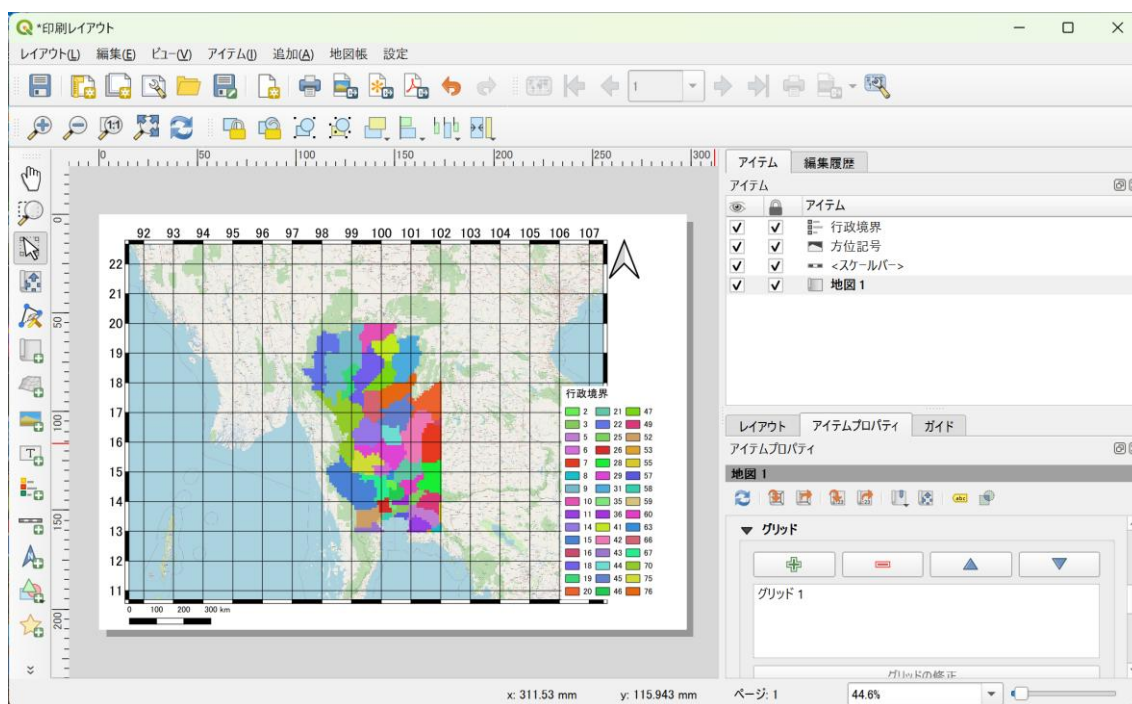 *印刷レイアウト
レイアウト(L) 編集(E) ビュー(V) アイテム(I) 追加(A) 地図帳 設定
1
0 50 100 150 200 250 300
アイテム 編集履歴
アイテム
アイテム
行政境界
方位記号
<スケールバー>
地図 1
0
50
100
150
200
92 93 94 95 96 97 98 99 100 101 102 103 104 105 106 107
22
21
20
19
18
17
16
15
14
13
12
11
行政境界
2 21 47
3 22 49
5 25 52
6 26 53
7 28 55
8 29 57
9 31 58
10 35 59
11 36 60
14 41 63
15 42 66
16 43 67
18 44 70
19 45 75
20 46 76
0 100 200 300 km
レイアウト アイテムプロパティ ガイド
アイテムプロパティ
地図 1
abc
グリッド
グリッド 1
グリッドの修正
x: 311.53 mm y: 115.943 mm ページ: 1 44.6%